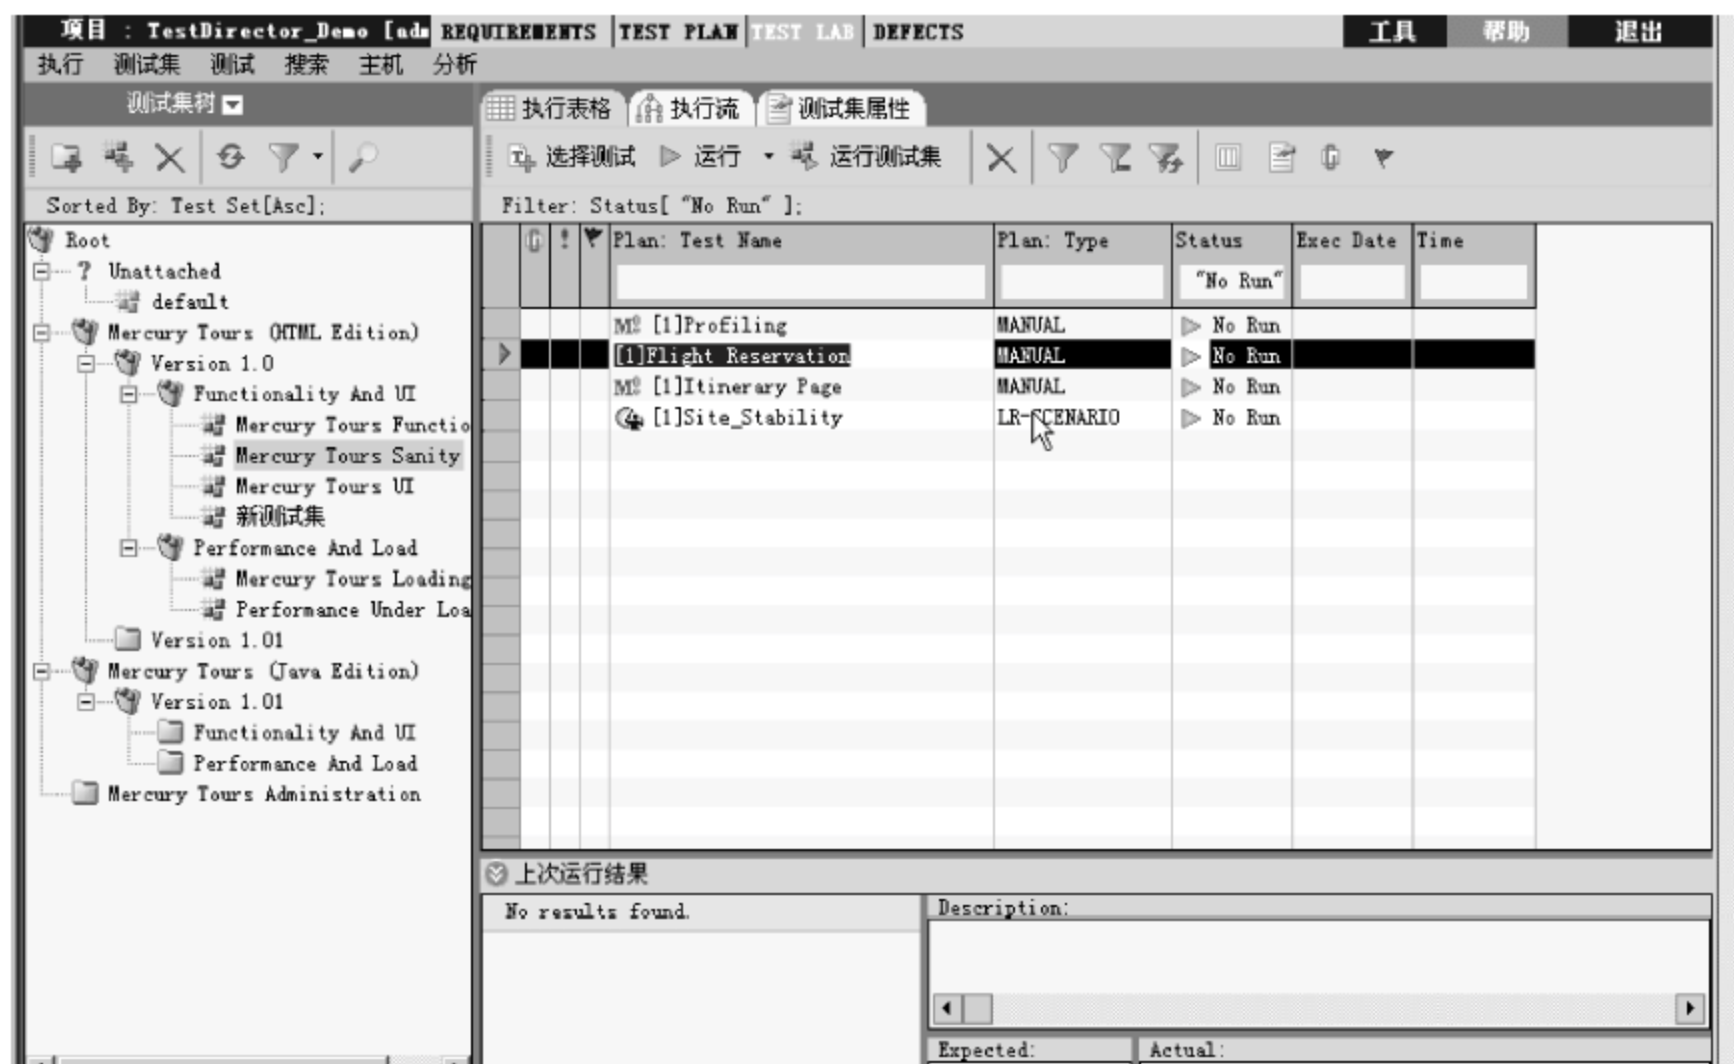 项目 : TestDirector_Demo [adm REQUIREMENTS TEST PLAN TEST LAB DEFECTS 工具 帮助 退出
执行 测试集 测试 搜索 主机 分析
测试集树
执行表格 执行流 测试集属性
选择测试 运行 运行测试集
Sorted By: Test Set[Asc];
Filter: Status[ "No Run" ];
Root
Unattached
default
Mercury Tours (HTML Edition)
Version 1.0
Functionality And UI
Mercury Tours Functio
Mercury Tours Sanity
Mercury Tours UI
新测试集
Performance And Load
Mercury Tours Loading
Performance Under Loa
Version 1.01
Mercury Tours (Java Edition)
Version 1.01
Functionality And UI
Performance And Load
Mercury Tours Administration
Plan: Test Name Plan: Type Status Exec Date Time
"No Run"
[1]Profiling MANUAL No Run
[1]Flight Reservation MANUAL No Run
[1]Itinerary Page MANUAL No Run
[1]Site_Stability LR-SCENARIO No Run
上次运行结果
No results found.
Description:
Expected: Actual: